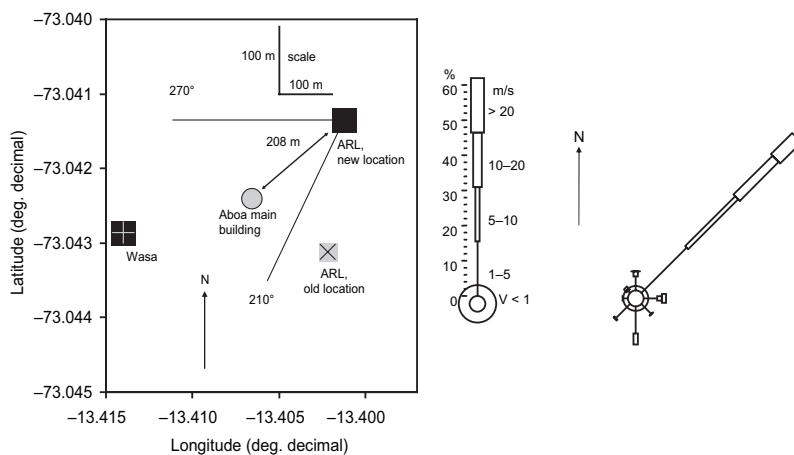 −73.040
−73.041
−73.042
−73.043
−73.044
−73.045
Latitude (deg. decimal)
100 m
scale
100 m
270°
208 m
ARL,
new location
Aboa main
building
Wasa
ARL,
old location
N
210°
−13.414
−13.410
−13.405
−13.400
Longitude (deg. decimal)
%
60
50
40
30
20
10
0
m/s
> 20
10–20
5–10
1–5
V < 1
N